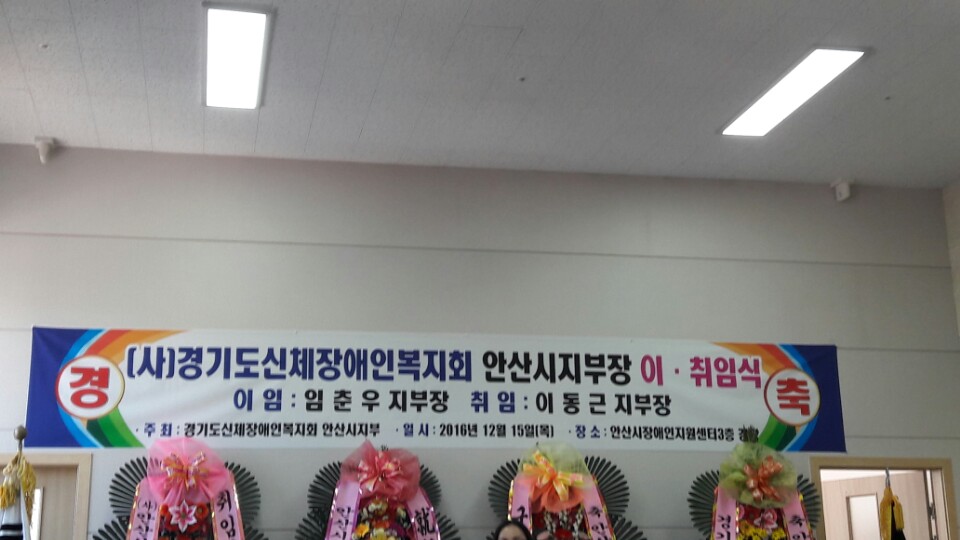 경 축
(사)경기도신체장애인복지회 안산시지부장 이·취임식
이 임 : 임 춘 우 지부장 취 임 : 이 동 근 지부장
· 주 최 : 경기도신체장애인복지회 안산시지부 · 일 시 : 2016년 12월 15일(목) · 장 소 : 안산시장애인지원센터3층
취임